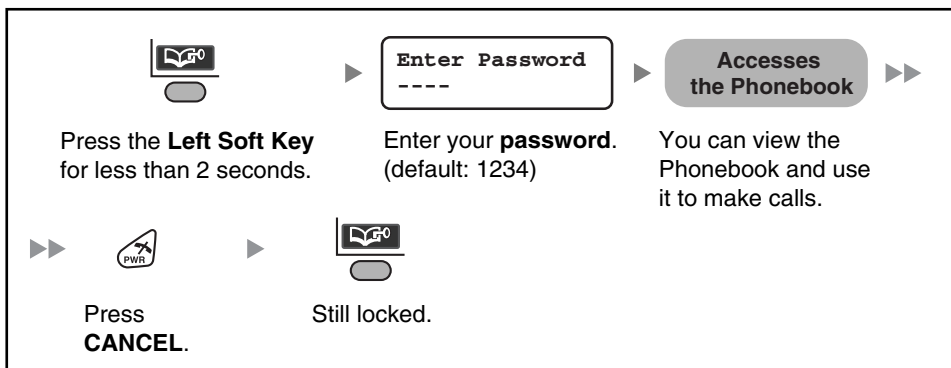 Enter Password
----
Accesses
the Phonebook
Press the Left Soft Key
for less than 2 seconds.
Enter your password.
(default: 1234)
You can view the
Phonebook and use
it to make calls.
PWR
Press
CANCEL.
Still locked.